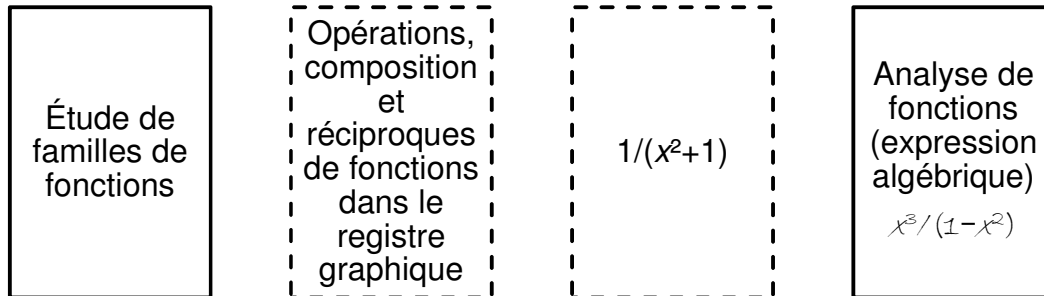 Étude de
familles de
fonctions
Opérations,
composition
et
réciproques
de fonctions
dans le
registre
graphique
1/(x²+1)
Analyse de
fonctions
(expression
algébrique)
x³/(1−x²)